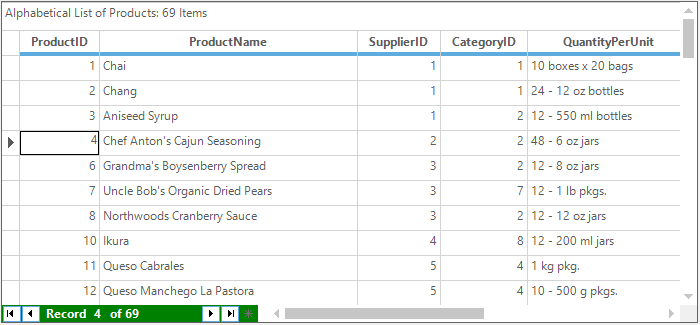 Alphabetical List of Products: 69 Items
ProductID ProductName SupplierID CategoryID QuantityPerUnit
1 Chai 1 1 10 boxes x 20 bags
2 Chang 1 1 24 - 12 oz bottles
3 Aniseed Syrup 1 2 12 - 550 ml bottles
4 Chef Anton's Cajun Seasoning 2 2 48 - 6 oz jars
6 Grandma's Boysenberry Spread 3 2 12 - 8 oz jars
7 Uncle Bob's Organic Dried Pears 3 7 12 - 1 lb pkgs.
8 Northwoods Cranberry Sauce 3 2 12 - 12 oz jars
10 Ikura 4 8 12 - 200 ml jars
11 Queso Cabrales 5 4 1 kg pkg.
12 Queso Manchego La Pastora 5 4 10 - 500 g pkgs.
Record 4 of 69